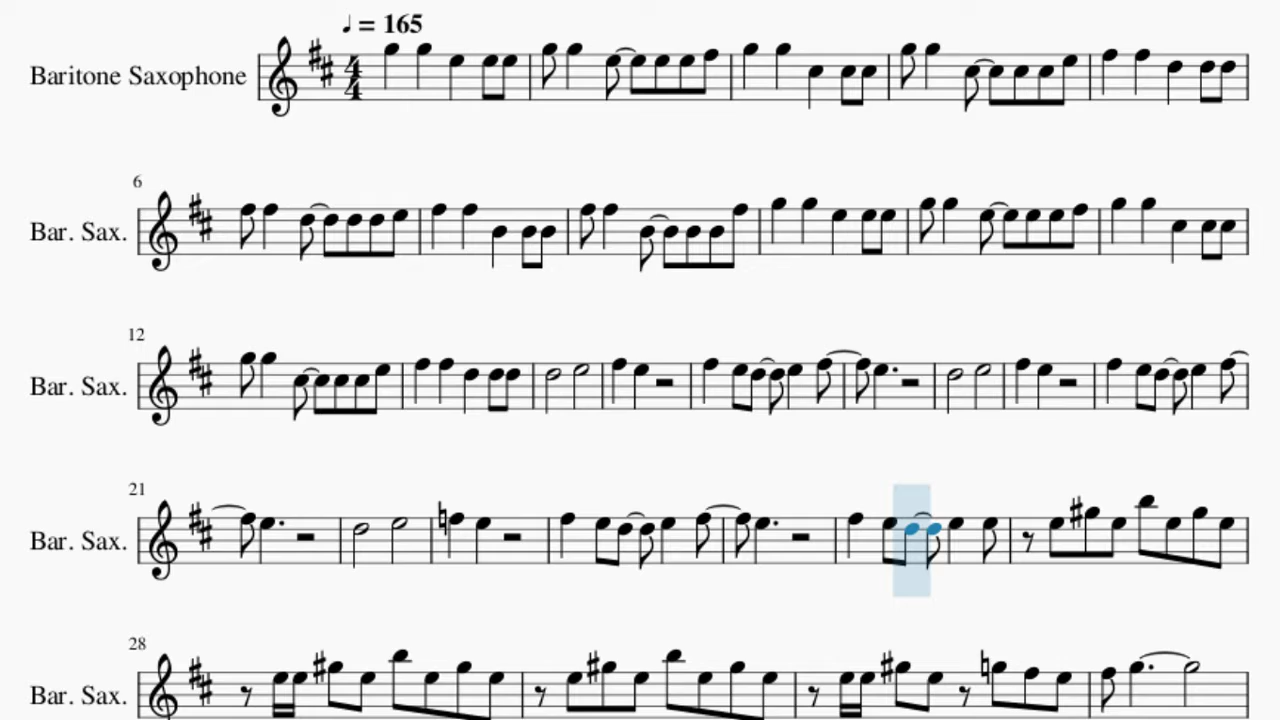 ♩ = 165
Baritone Saxophone
4
4
6
Bar. Sax.
12
Bar. Sax.
21
Bar. Sax.
28
Bar. Sax.